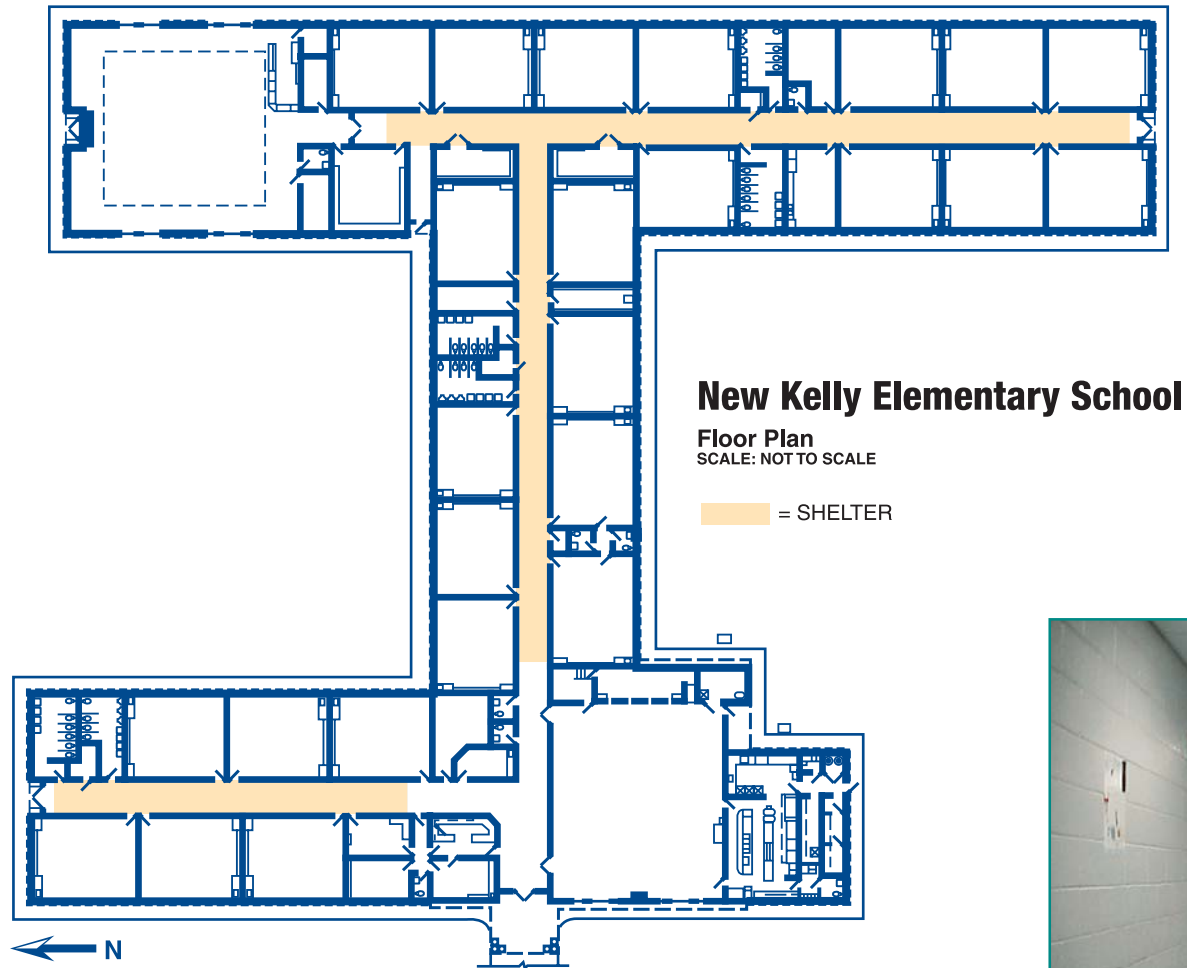 New Kelly Elementary School
Floor Plan
SCALE: NOT TO SCALE
= SHELTER
N